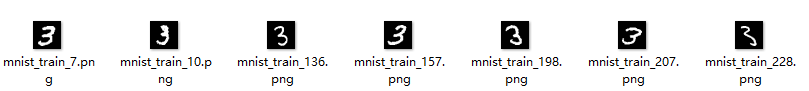 3 3 3 3 3 3 3
mnist_train_7.pn mnist_train_10.p mnist_train_136. mnist_train_157. mnist_train_198. mnist_train_207. mnist_train_228.
g ng png png png png png